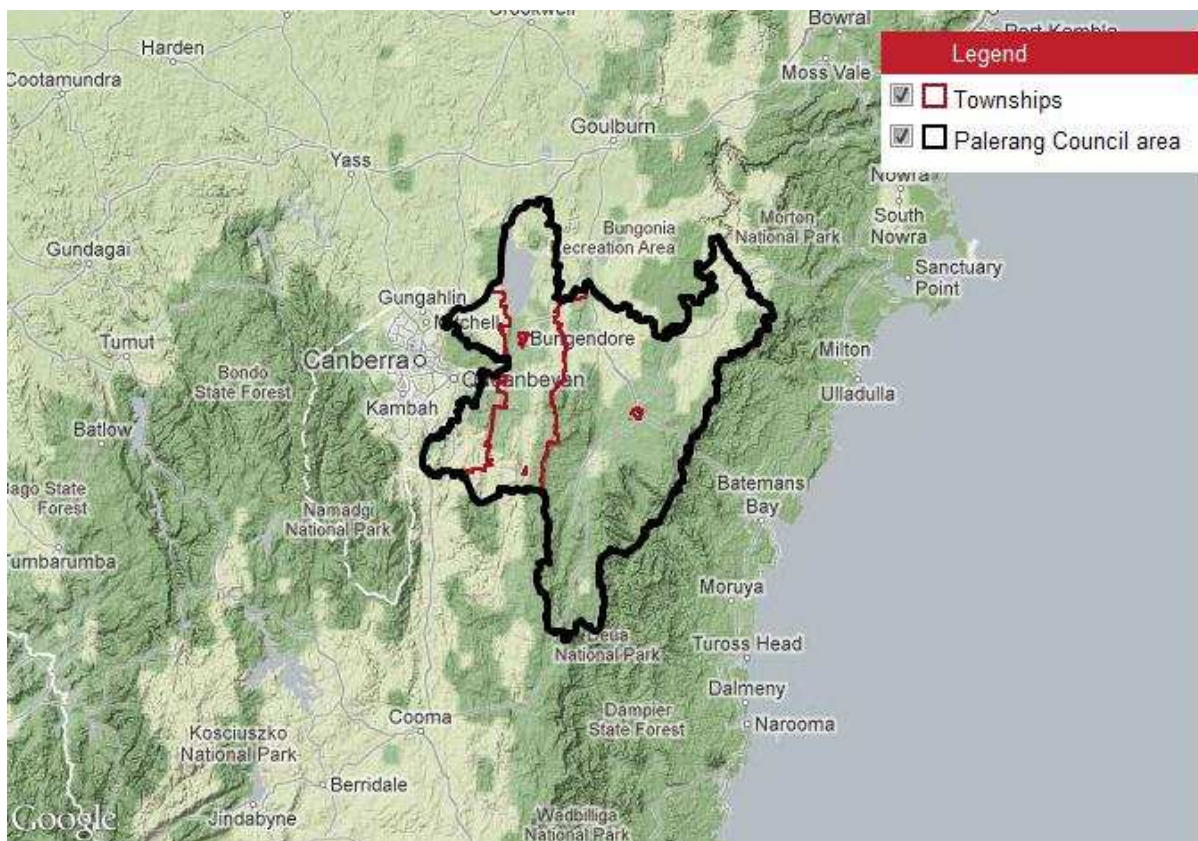 Crookwell
Bowral
Port Kembla
Harden
Legend
Cootamundra
Moss Vale
Townships
Goulburn
Palerang Council area
Yass
Nowra
South
Nowra
Morton
National Park
Bungonia
Recreation Area
Gundagai
Sanctuary
Point
Gungahlin
Mitchell
Bungendore
Tumut
Canberra
Milton
Bondo
State Forest
Queanbeyan
Kambah
Ulladulla
Batlow
Batemans
Bay
Bago State
Forest
Namadgi
National Park
Tumbarumba
Moruya
Deua
National Park
Tuross Head
Dalmeny
Cooma
Dampier
State Forest
Narooma
Kosciuszko
National Park
Berridale
Google
Jindabyne
Wadbilliga
National Park